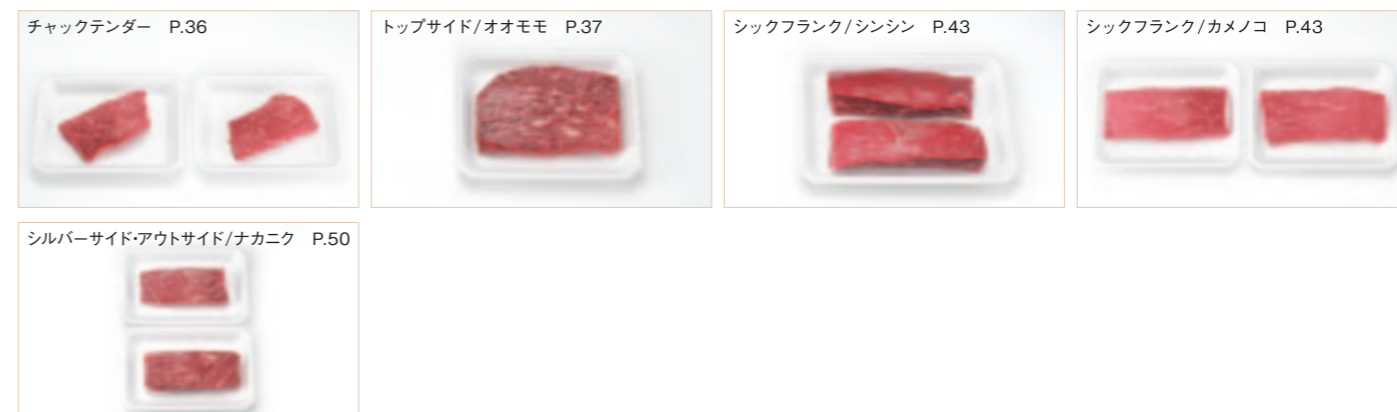 チャックテンダー　P.36
トップサイド/オオモモ　P.37
シックフランク/シンシン　P.43
シックフランク/カメノコ　P.43
シルバーサイド・アウトサイド/ナカニク　P.50